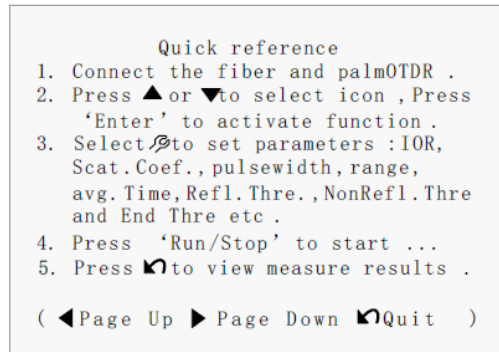 Quick reference
1. Connect the fiber and palmOTDR .
2. Press ▲ or ▼to select icon , Press
‘Enter’ to activate function .
3. Select to set parameters :IOR,
Scat.Coef.,pulsewidth,range,
avg.Time,Refl.Thre.,NonRefl.Thre
and End Thre etc .
4. Press ‘Run/Stop’ to start ...
5. Press to view measure results .
( ◀Page Up ▶ Page Down Quit )